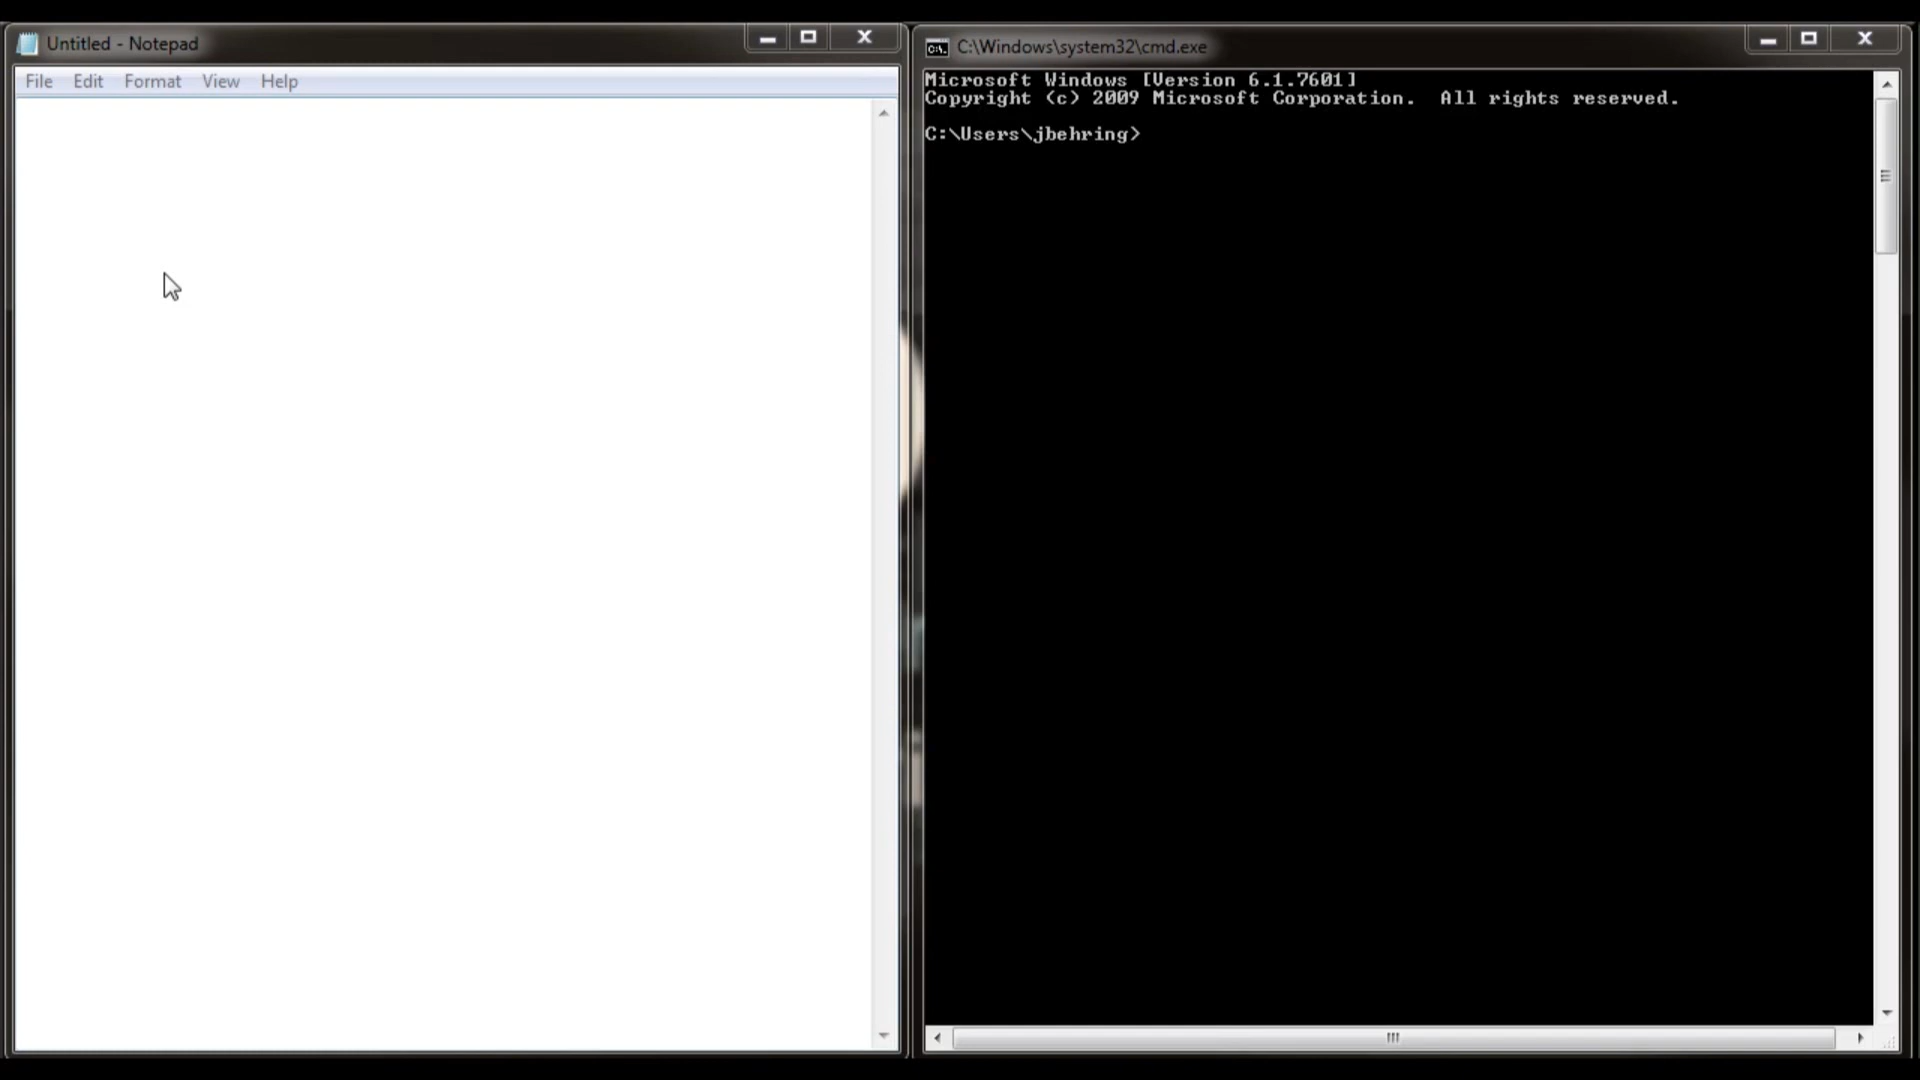 Untitled - Notepad
File Edit Format View Help
C:\Windows\system32\cmd.exe
Microsoft Windows [Version 6.1.7601]
Copyright (c) 2009 Microsoft Corporation.  All rights reserved.
C:\Users\jbehring>